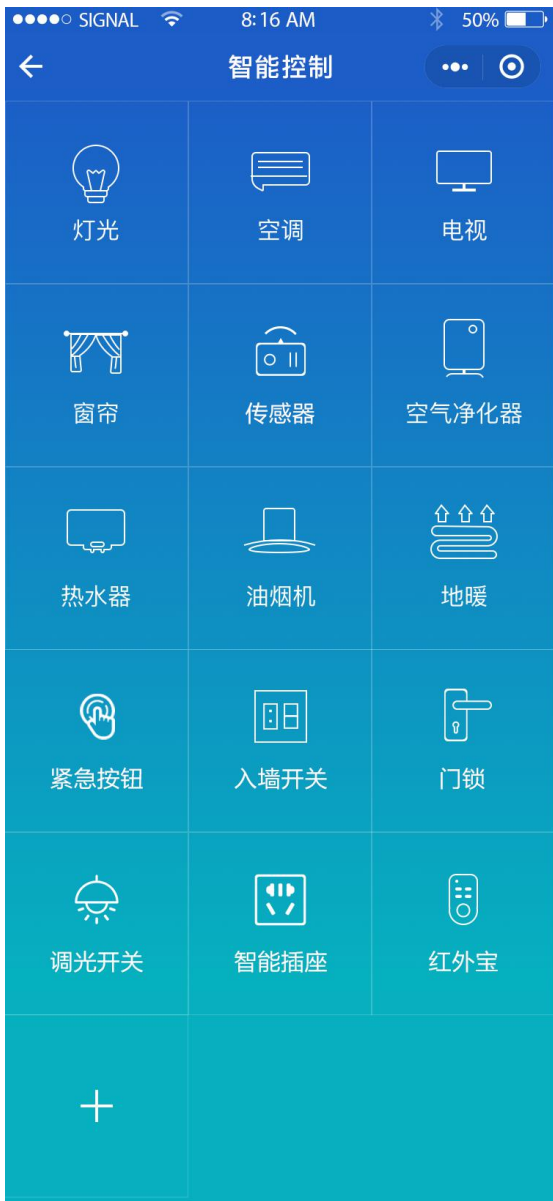 SIGNAL 8:16 AM 50%
智能控制
灯光 空调 电视
窗帘 传感器 空气净化器
热水器 油烟机 地暖
紧急按钮 入墙开关 门锁
调光开关 智能插座 红外宝